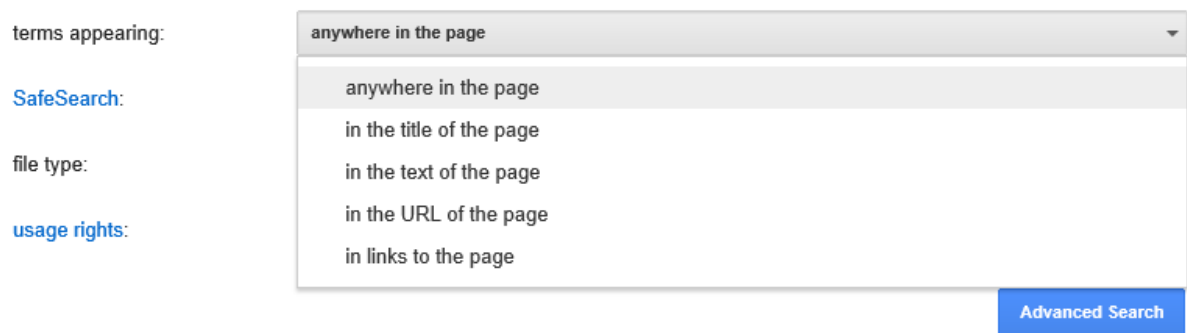 terms appearing: anywhere in the page
anywhere in the page
SafeSearch:
in the title of the page
file type: in the text of the page
in the URL of the page
usage rights:
in links to the page
Advanced Search